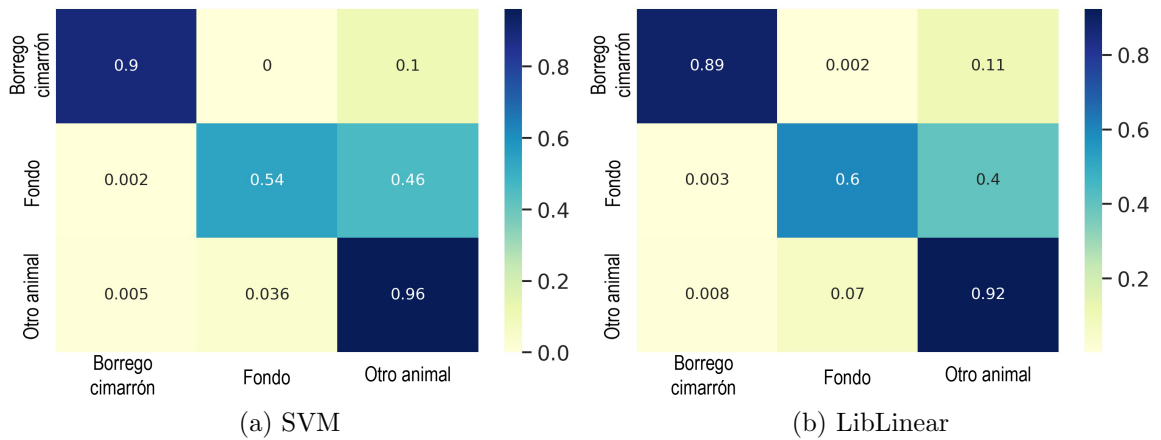 Borrego
cimarrón
0.9
0
0.1
Fondo
0.002
0.54
0.46
Otro animal
0.005
0.036
0.96
Borrego
cimarrón
Fondo
Otro animal
0.8
0.6
0.4
0.2
0.0
(a) SVM
Borrego
cimarrón
0.89
0.002
0.11
Fondo
0.003
0.6
0.4
Otro animal
0.008
0.07
0.92
Borrego
cimarrón
Fondo
Otro animal
0.8
0.6
0.4
0.2
(b) LibLinear